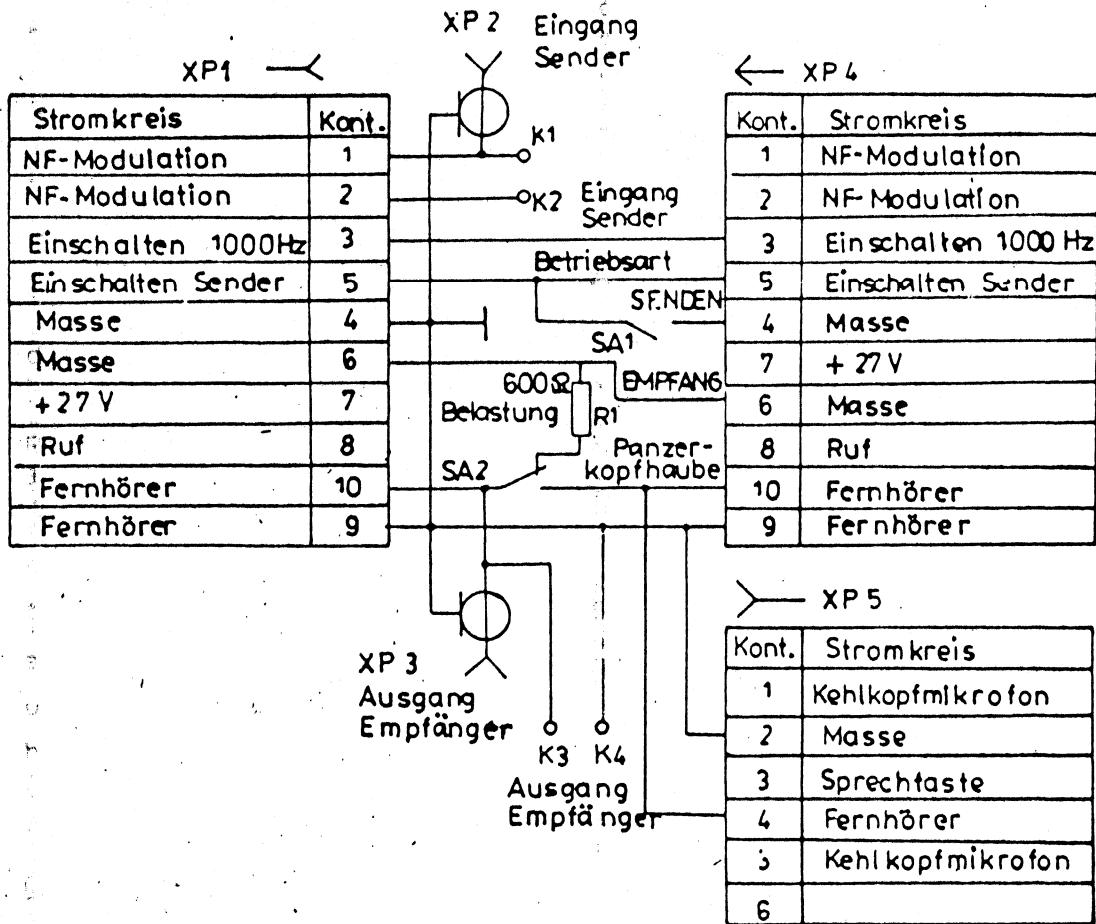 XP 2 Eingang
Sender
XP1
XP 4
Stromkreis Kont.
NF-Modulation 1
NF-Modulation 2
Einschalten 1000Hz 3
Einschalten Sender 5
Masse 4
Masse 6
+27 V 7
Ruf 8
Fernhörer 10
Fernhörer 9
K1
K2 Eingang
Sender
Betriebsart
SENDEN
SA1
600Ω EMPFANG
Belastung R1
Panzer-
kopfhaube
SA2
Kont. Stromkreis
1 NF-Modulation
2 NF-Modulation
3 Einschalten 1000 Hz
5 Einschalten Sender
4 Masse
7 + 27 V
6 Masse
8 Ruf
10 Fernhörer
9 Fernhörer
XP 3
Ausgang
Empfänger
K3 K4
Ausgang
Empfänger
XP 5
Kont. Stromkreis
1 Kehlkopfmikrofon
2 Masse
3 Sprechtaste
4 Fernhörer
5 Kehlkopfmikrofon
6